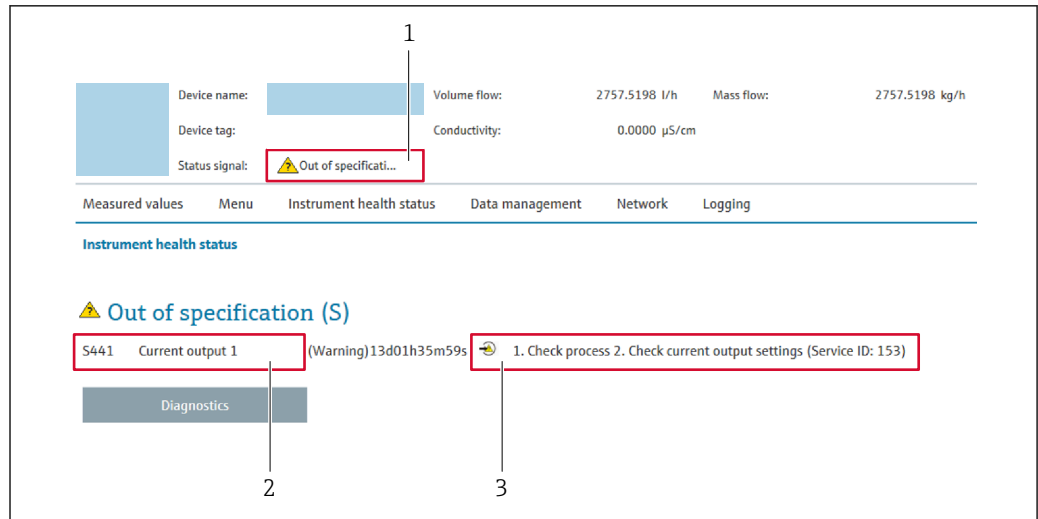 1
Device name: Volume flow: 2757.5198 l/h Mass flow: 2757.5198 kg/h
Device tag: Conductivity: 0.0000 µS/cm
Status signal: Out of specificati...
Measured values Menu Instrument health status Data management Network Logging
Instrument health status
Out of specification (S)
S441 Current output 1 (Warning)13d01h35m59s 1. Check process 2. Check current output settings (Service ID: 153)
Diagnostics
2 3